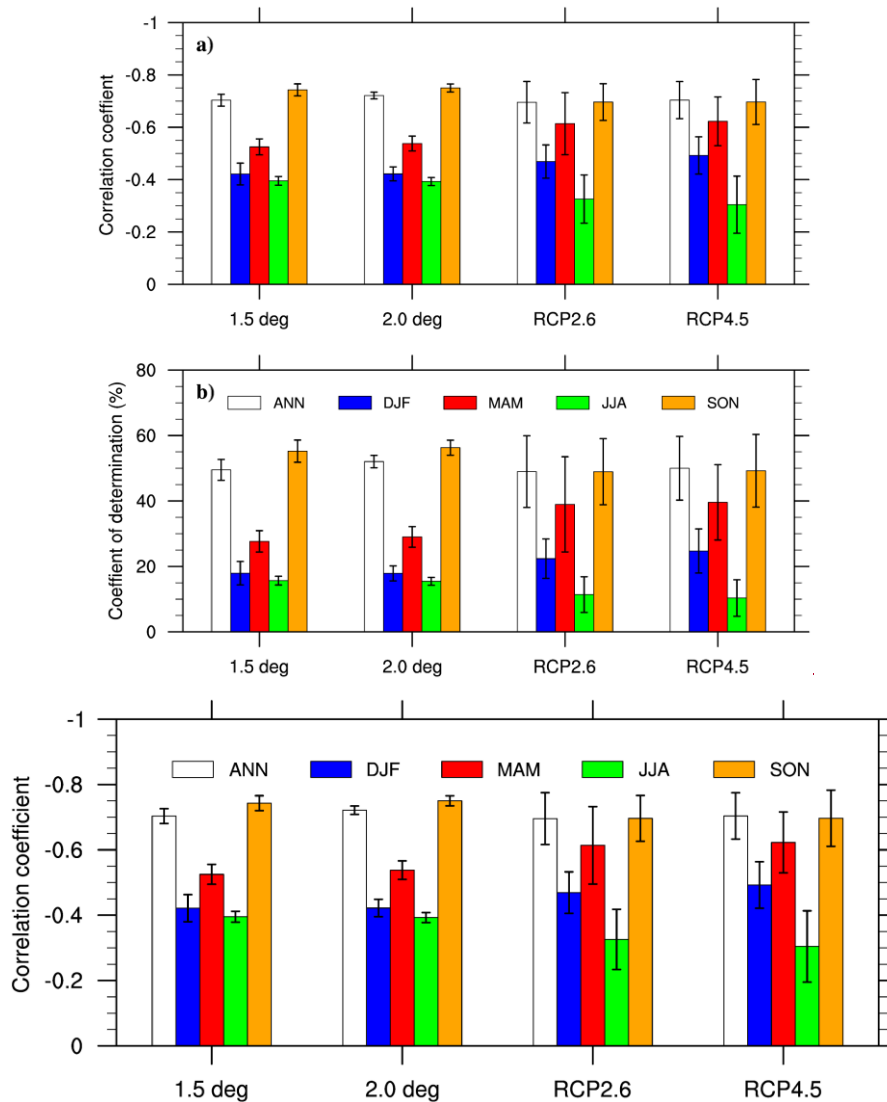 a)
Correlation coeffient
-1
-0.8
-0.6
-0.4
-0.2
0
1.5 deg 2.0 deg RCP2.6 RCP4.5
b)
Coeffient of determination (%)
80
60
40
20
0
ANN DJF MAM JJA SON
1.5 deg 2.0 deg RCP2.6 RCP4.5
Correlation coefficient
-1
-0.8
-0.6
-0.4
-0.2
0
ANN DJF MAM JJA SON
1.5 deg 2.0 deg RCP2.6 RCP4.5